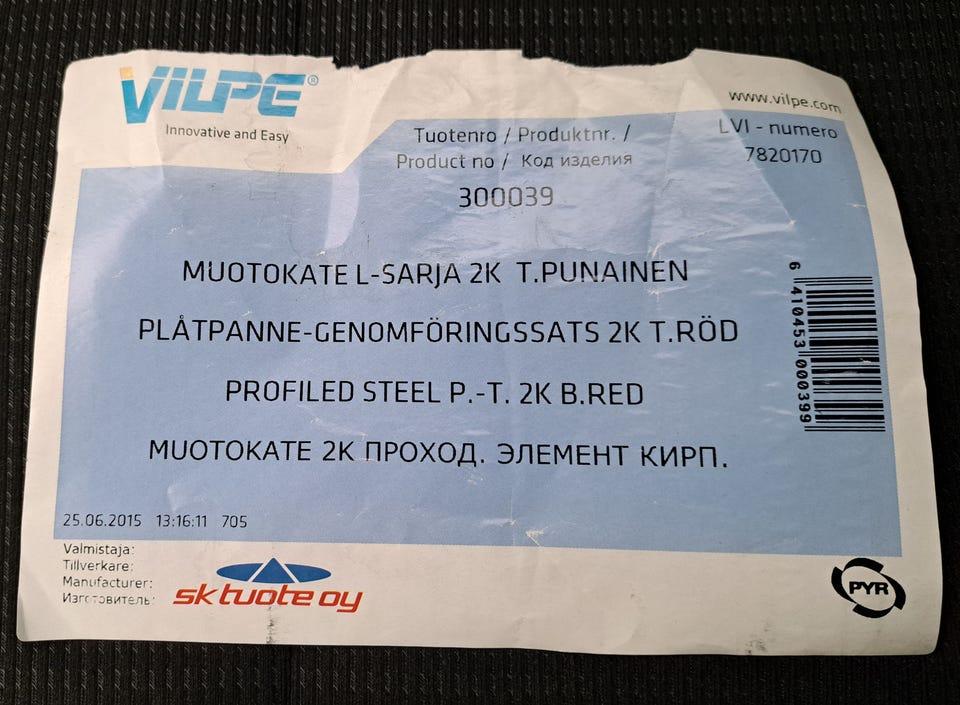 VILPE®
Innovative and Easy
www.vilpe.com
Tuotenro / Produktnr. /
Product no / Код изделия
300039
LVI - numero
7820170
MUOTOKATE L-SARJA 2K T.PUNAINEN
PLÅTPANNE-GENOMFÖRINGSSATS 2K T.RÖD
PROFILED STEEL P.-T. 2K B.RED
MUOTOKATE 2K ПРОХОД. ЭЛЕМЕНТ КИРП.
6 410453 000399
25.06.2015 13:16:11 705
Valmistaja:
Tillverkare:
Manufacturer:
Изготовитель:
sk tuote oy
PYR